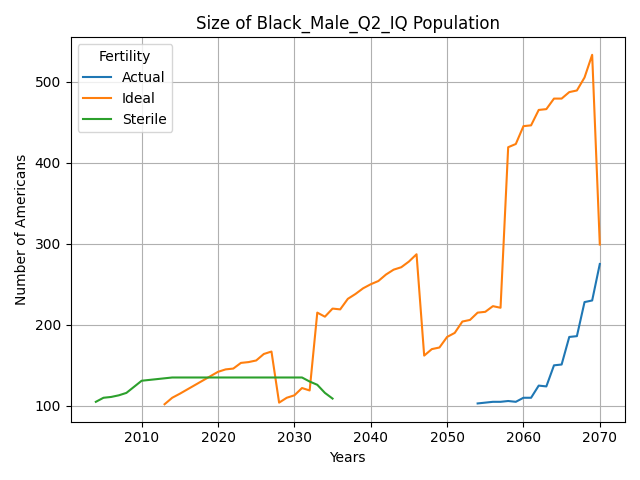 Size of Black_Male_Q2_IQ Population
Fertility
Actual
Ideal
Sterile
Number of Americans
500
400
300
200
100
2010
2020
2030
2040
2050
2060
2070
Years